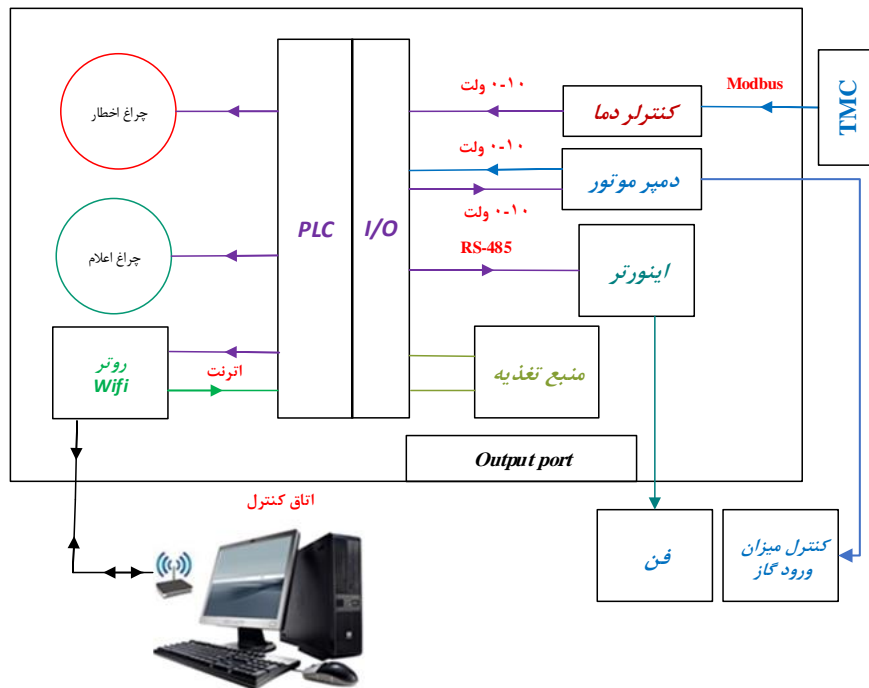 چراغ اخطار
چراغ اعلام
روتر
Wifi
اترنت
PLC
I/O
۰-۱۰ ولت
کنترلر دما
Modbus
TMC
۰-۱۰ ولت
دمپر موتور
۰-۱۰ ولت
RS-485
اینورتر
منبع تغذیه
Output port
اتاق کنترل
فن
کنترل میزان
ورود گاز